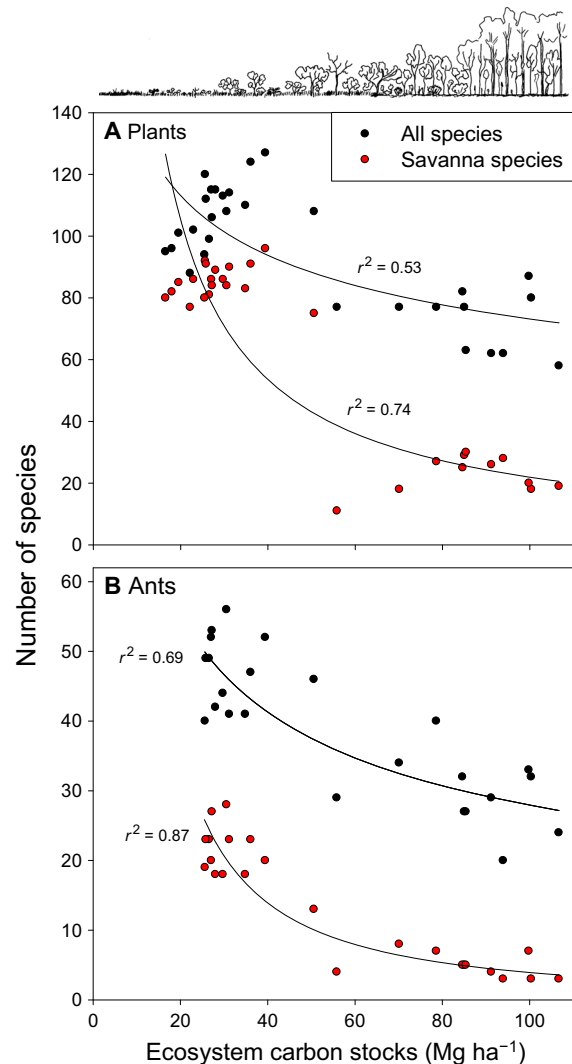 140
120
100
80
60
40
20
0
A Plants
All species
Savanna species
r² = 0.53
r² = 0.74
Number of species
60
50
40
30
20
10
0
B Ants
r² = 0.69
r² = 0.87
0 20 40 60 80 100
Ecosystem carbon stocks (Mg ha⁻¹)